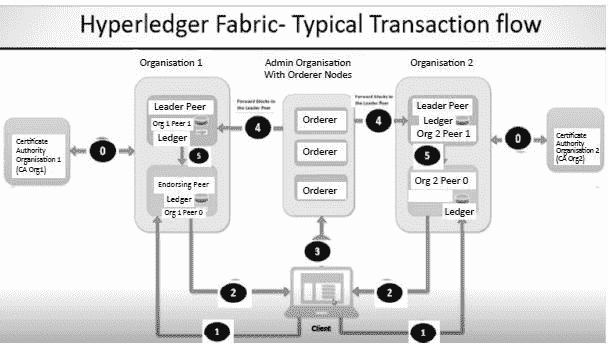 Hyperledger Fabric- Typical Transaction flow
Organisation 1
Admin Organisation
With Orderer Nodes
Organisation 2
Forward Blocks to
the Leader Peer
Forward Blocks to
the Leader Peer
Leader Peer
Org 1 Peer 1
Ledger
4
Orderer
Orderer
Orderer
4
Leader Peer
Ledger
Org 2 Peer 1
Certificate
Authority
Organisation 1
(CA Org1)
0
0
Certificate
Authority
Organisation 2
(CA Org2)
5
5
Endorsing Peer
Ledger
Org 1 Peer 0
Org 2 Peer 0
Ledger
3
2
2
Client
1
1